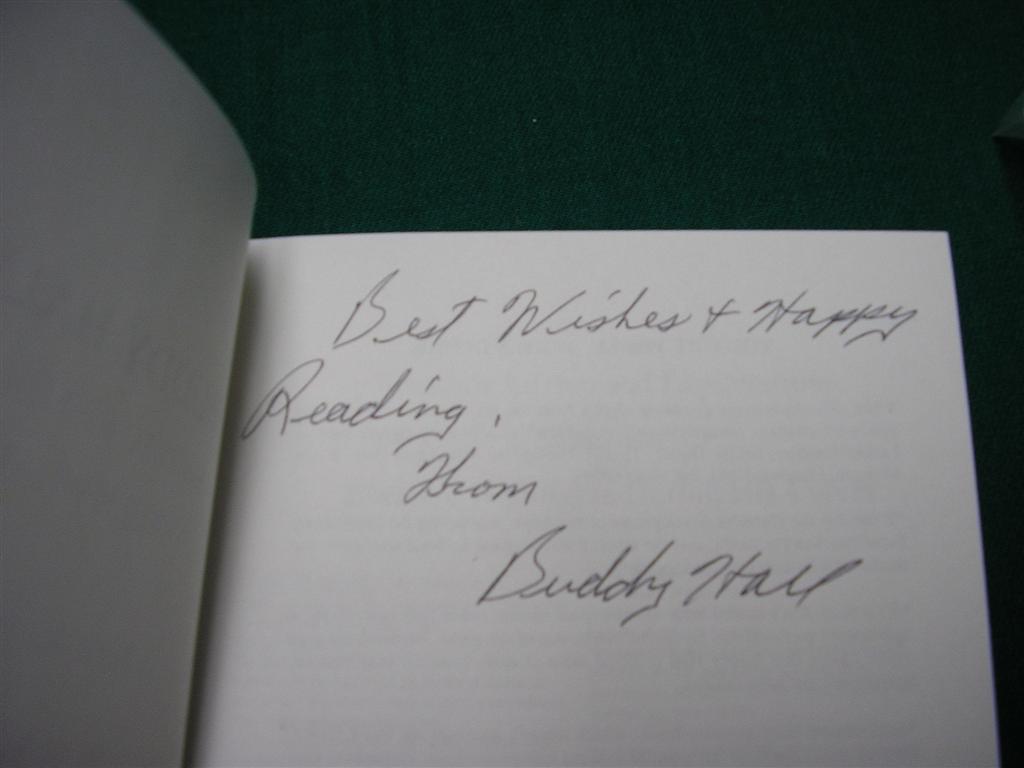 Best Wishes + Happy
Reading.
From
Buddy Hall